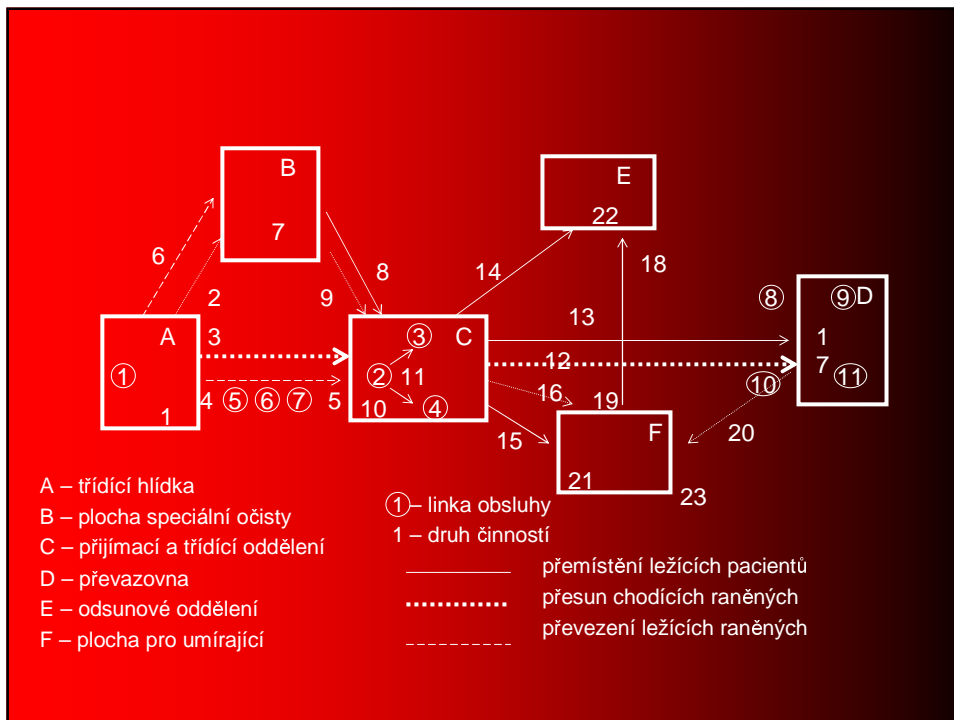 B
7
E
22
6
2
8
9
14
18
A
3
①
1
4
⑤
⑥
⑦
5
C
③
②
11
④
10
13
12
16
15
⑧
⑨
D
1
7
⑩
⑪
19
F
21
20
23
A – třídící hlídka
B – plocha speciální očisty
C – přijímací a třídící oddělení
D – převazovna
E – odsunové oddělení
F – plocha pro umírající
①– linka obsluhy
1 – druh činností
přemístění ležících pacientů
přesun chodících raněných
převezení ležících raněných